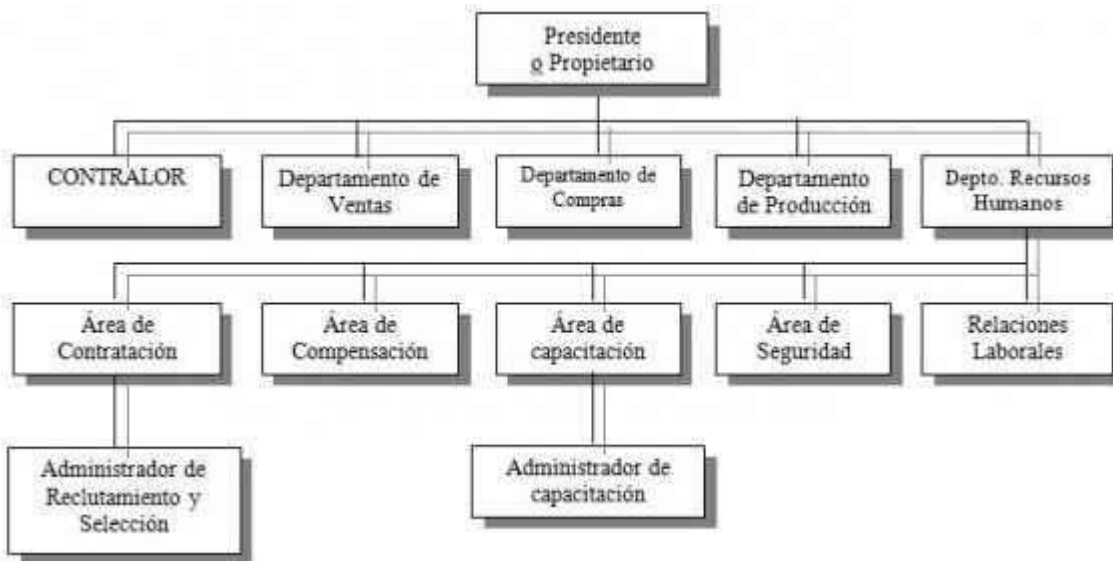 Presidente
o Propietario
CONTRALOR
Departamento de
Ventas
Departamento de
Compras
Departamento
de Producción
Depto. Recursos
Humanos
Área de
Contratación
Área de
Compensación
Área de
capacitación
Área de
Seguridad
Relaciones
Laborales
Administrador de
Reclutamiento y
Selección
Administrador de
capacitación